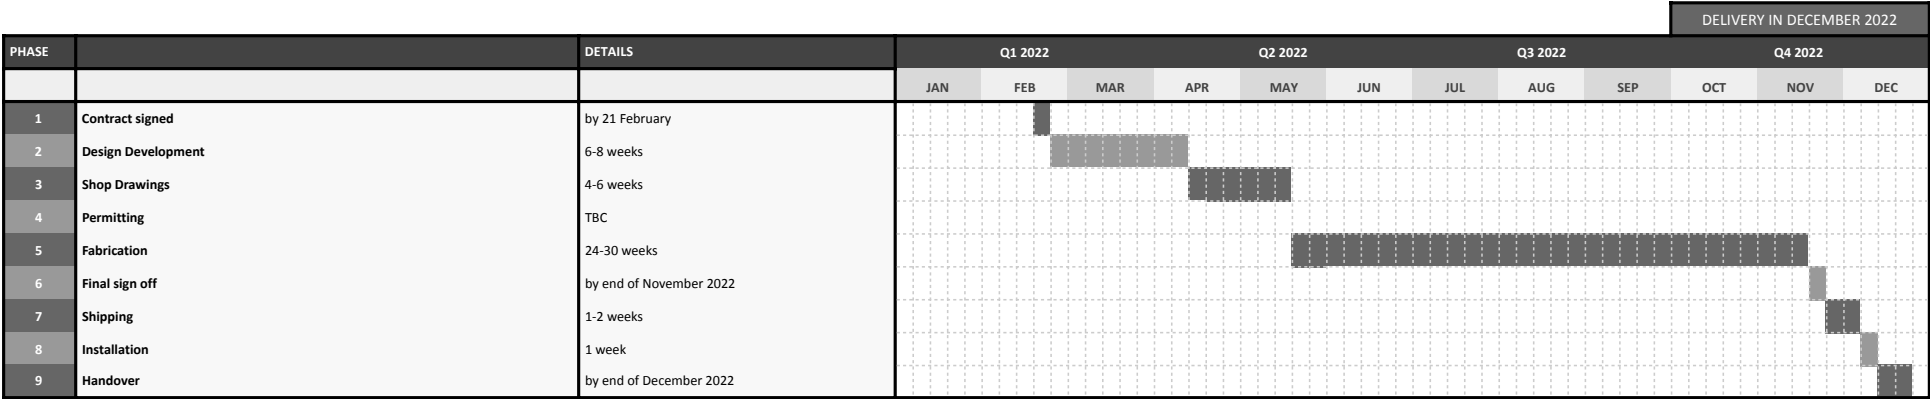 DELIVERY IN DECEMBER 2022
PHASE DETAILS Q1 2022 Q2 2022 Q3 2022 Q4 2022
JAN FEB MAR APR MAY JUN JUL AUG SEP OCT NOV DEC
1 Contract signed by 21 February
2 Design Development 6-8 weeks
3 Shop Drawings 4-6 weeks
4 Permitting TBC
5 Fabrication 24-30 weeks
6 Final sign off by end of November 2022
7 Shipping 1-2 weeks
8 Installation 1 week
9 Handover by end of December 2022